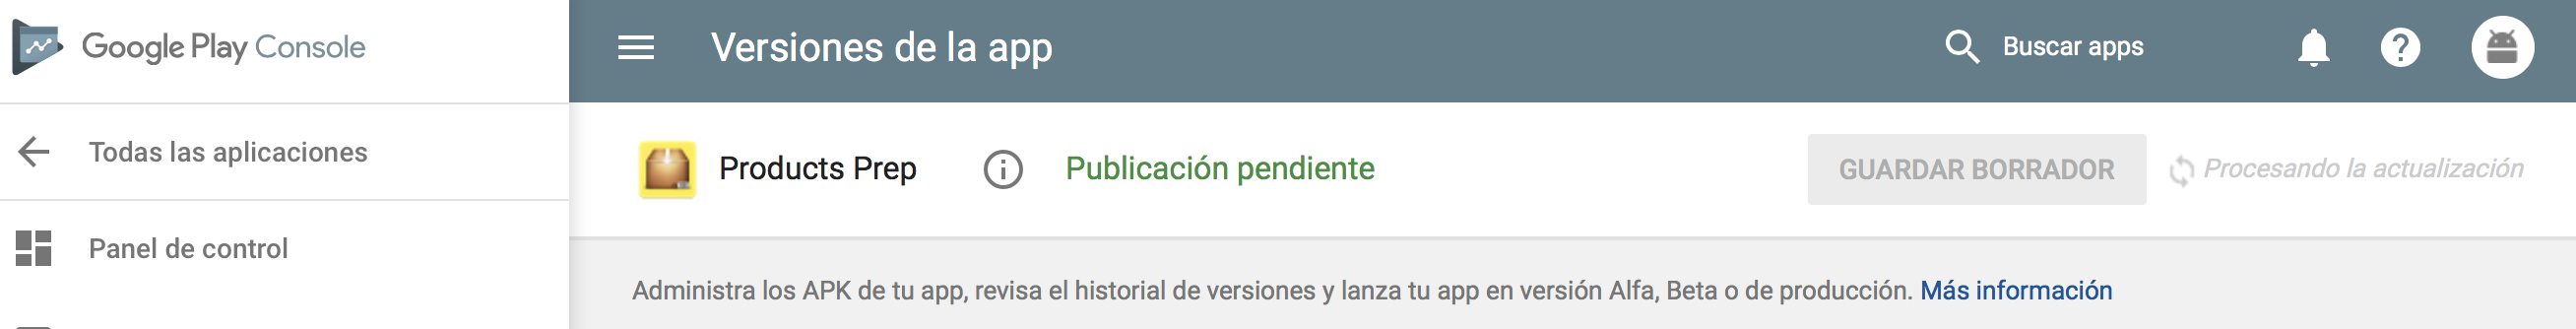 Google Play Console
Versiones de la app
Buscar apps
Todas las aplicaciones
Products Prep
Publicación pendiente
GUARDAR BORRADOR
Procesando la actualización
Panel de control
Administra los APK de tu app, revisa el historial de versiones y lanza tu app en versión Alfa, Beta o de producción. Más información